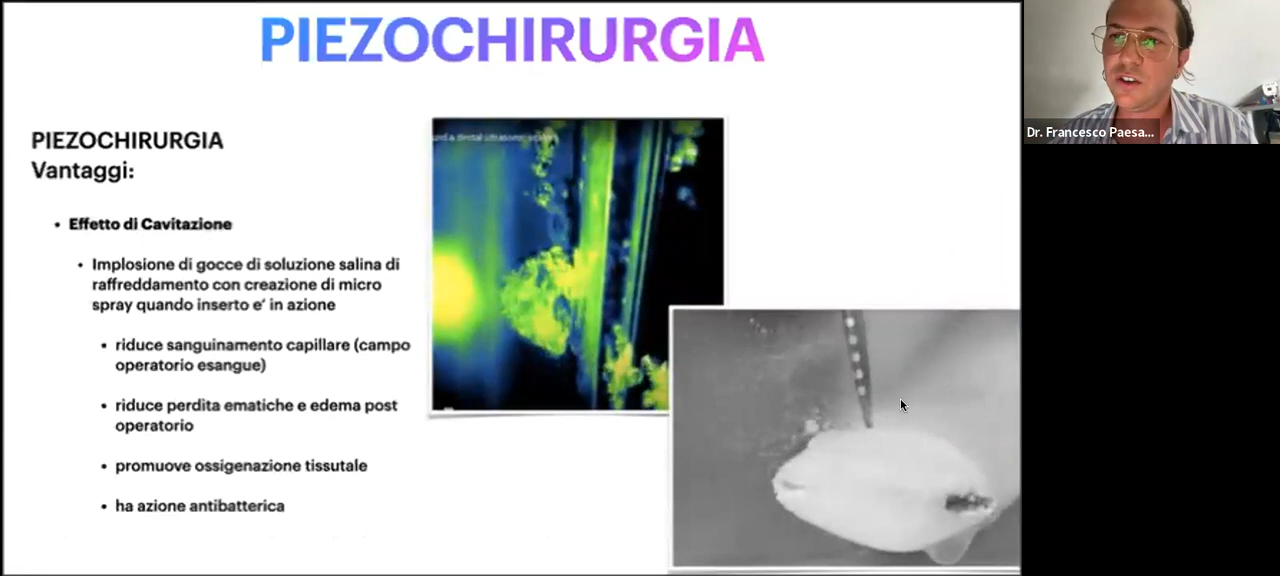 PIEZOCHIRURGIA
PIEZOCHIRURGIA
Vantaggi:
• Effetto di Cavitazione
• Implosione di gocce di soluzione salina di
raffreddamento con creazione di micro
spray quando inserto e‘ in azione
• riduce sanguinamento capillare (campo
operatorio esangue)
• riduce perdita ematiche e edema post
operatorio
• promuove ossigenazione tissutale
• ha azione antibatterica
dental ultrasonic
Dr. Francesco Paesa...